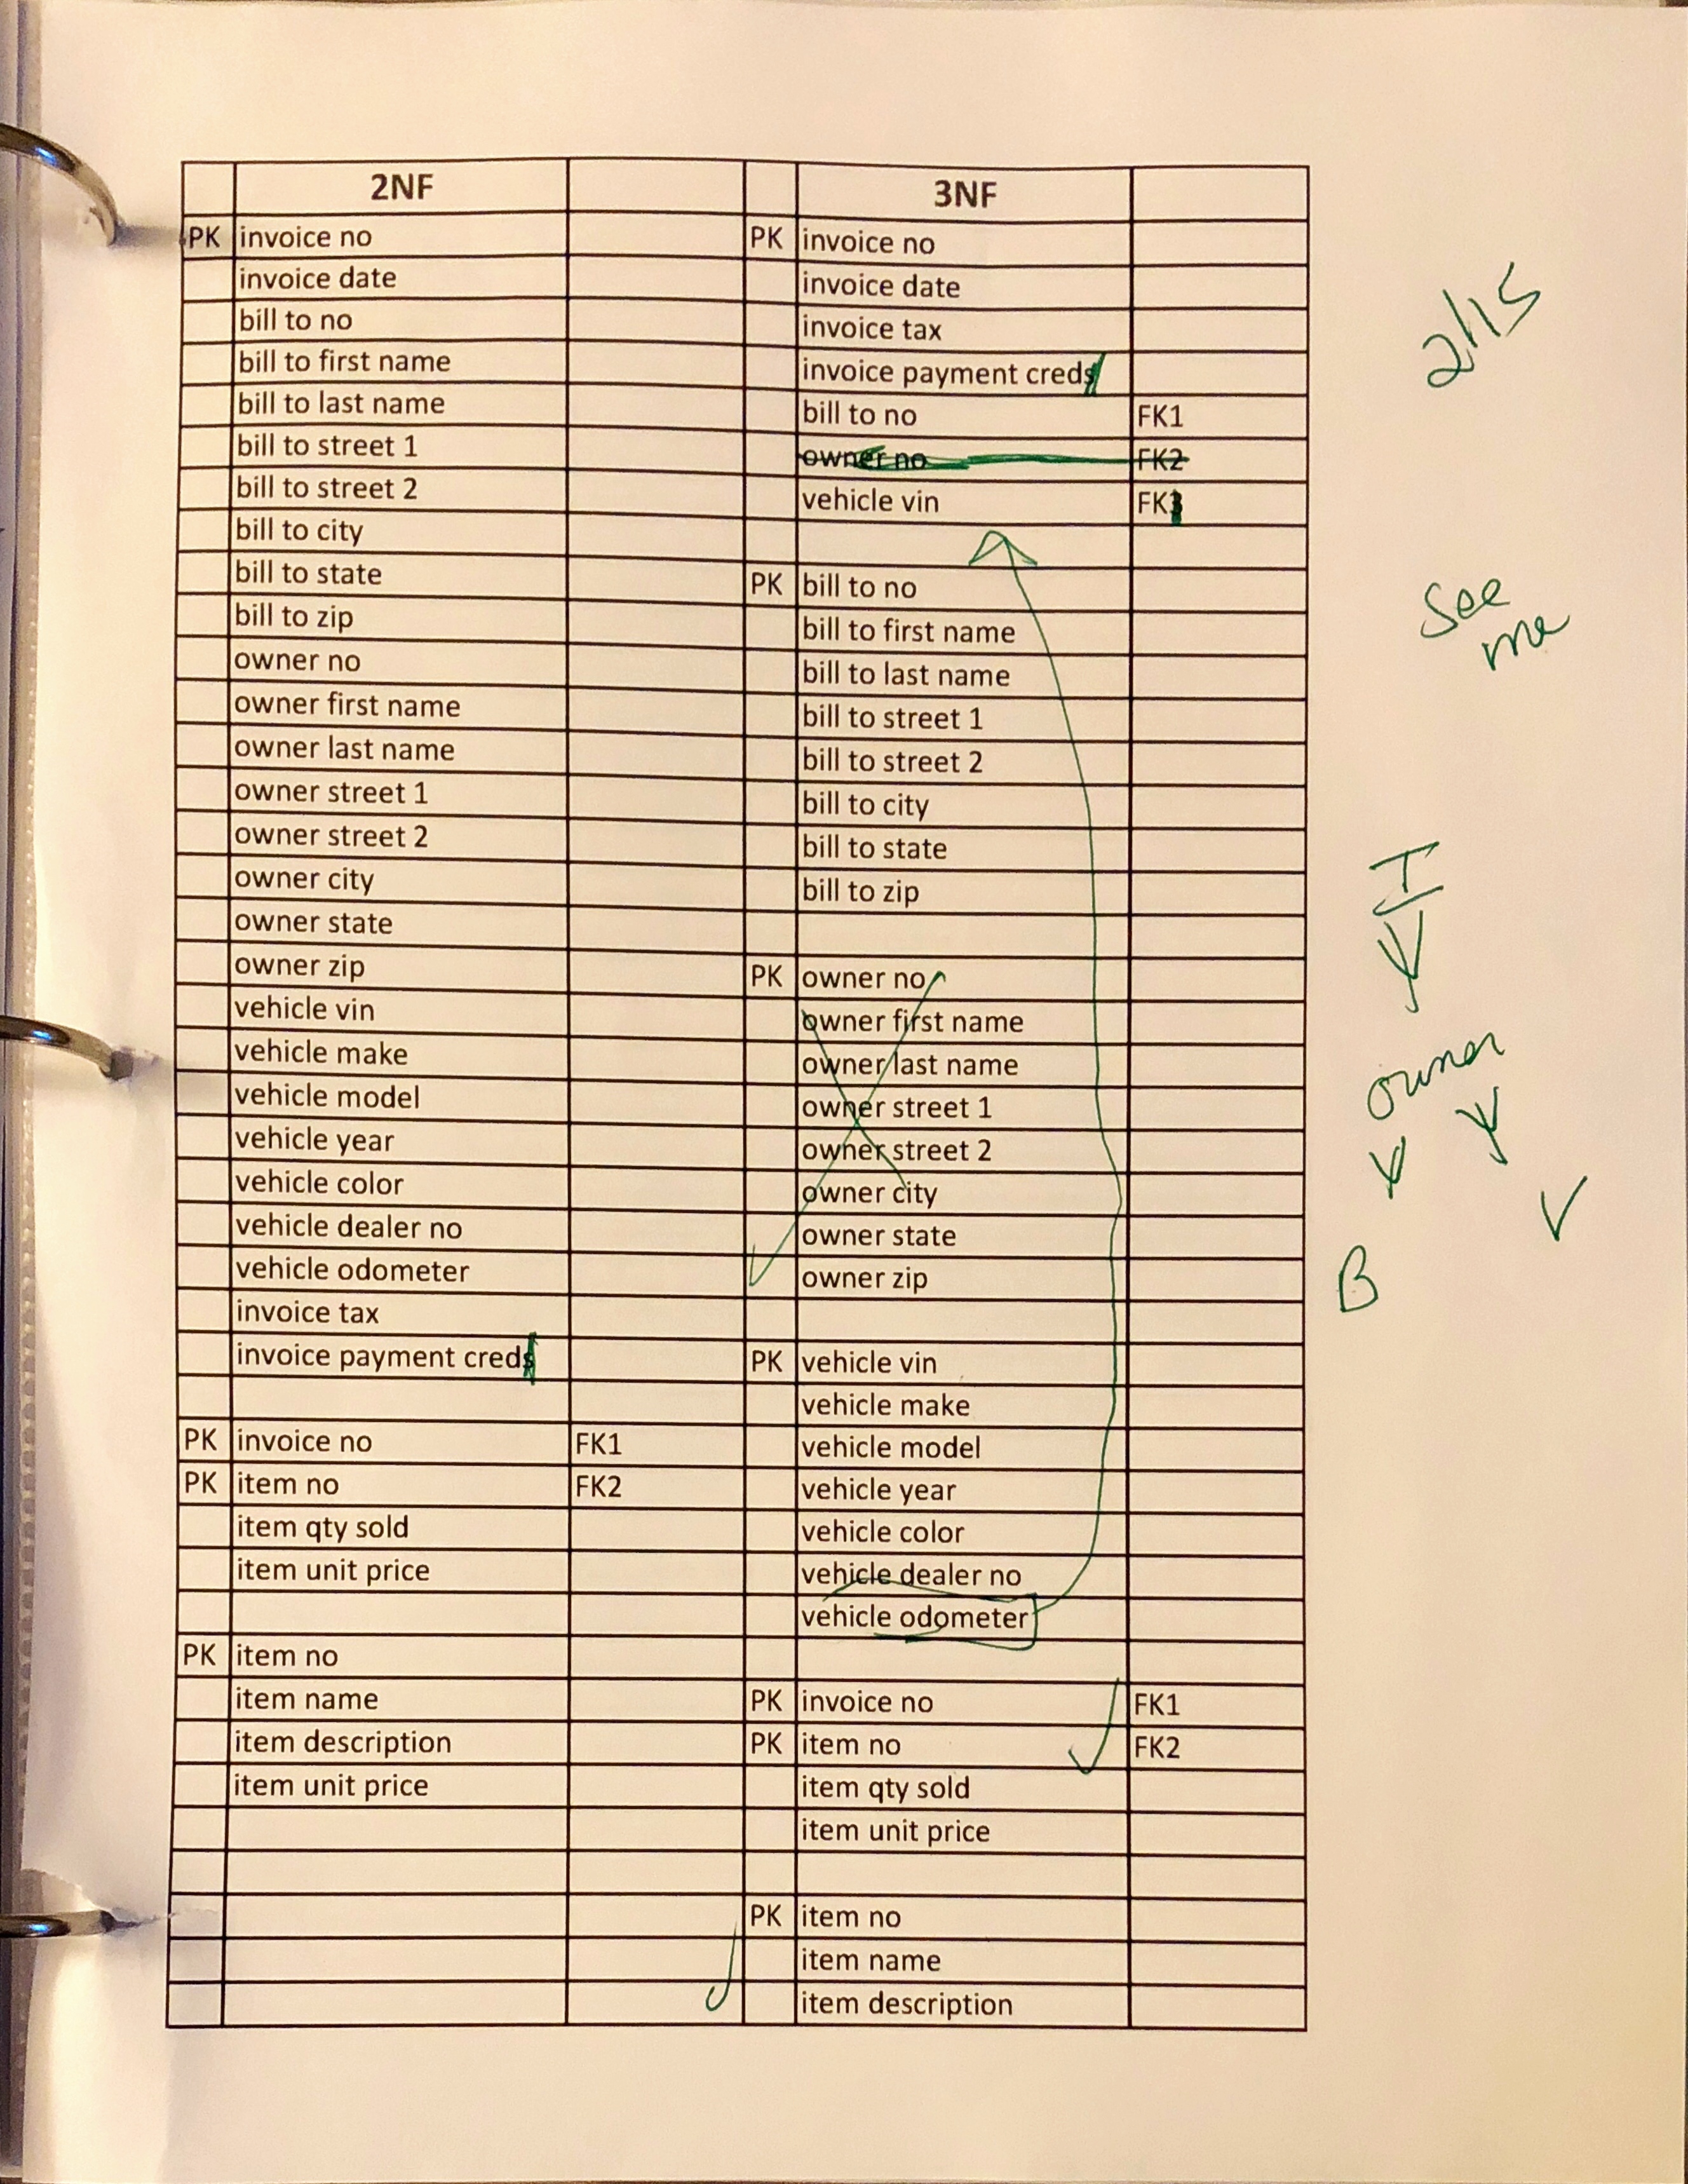 2NF
PK invoice no
invoice date
bill to no
bill to first name
bill to last name
bill to street 1
bill to street 2
bill to city
bill to state
bill to zip
owner no
owner first name
owner last name
owner street 1
owner street 2
owner city
owner state
owner zip
vehicle vin
vehicle make
vehicle model
vehicle year
vehicle color
vehicle dealer no
vehicle odometer
invoice tax
invoice payment creds
PK invoice no FK1
PK item no FK2
item qty sold
item unit price
PK item no
item name
item description
item unit price
3NF
PK invoice no
invoice date
invoice tax
invoice payment creds
bill to no FK1
owner no FK2
vehicle vin FK
PK bill to no
bill to first name
bill to last name
bill to street 1
bill to street 2
bill to city
bill to state
bill to zip
PK owner no
owner first name
owner last name
owner street 1
owner street 2
owner city
owner state
owner zip
PK vehicle vin
vehicle make
vehicle model
vehicle year
vehicle color
vehicle dealer no
vehicle odometer
PK invoice no FK1
PK item no FK2
item qty sold
item unit price
PK item no
item name
item description
2/15
See
me
I
owner
B V